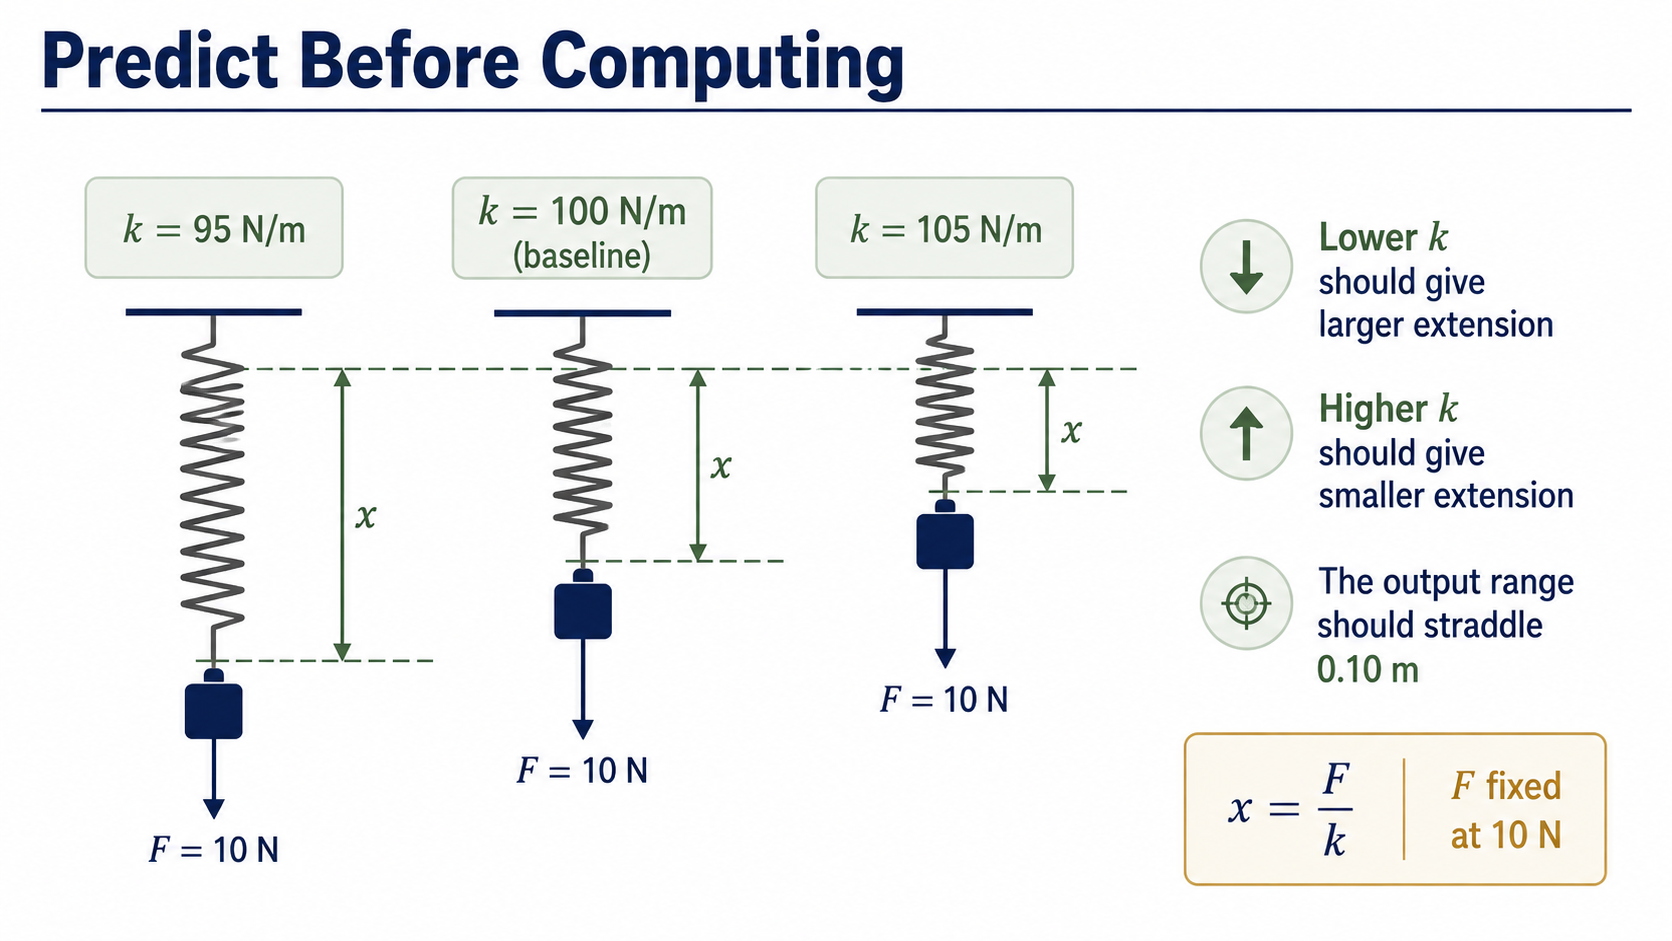 Predict Before Computing
k = 95 N/m
k = 100 N/m
(baseline)
k = 105 N/m
x
x
x
F = 10 N
F = 10 N
F = 10 N
Lower k
should give
larger extension
Higher k
should give
smaller extension
The output range
should straddle
0.10 m
x = F/k
F fixed
at 10 N